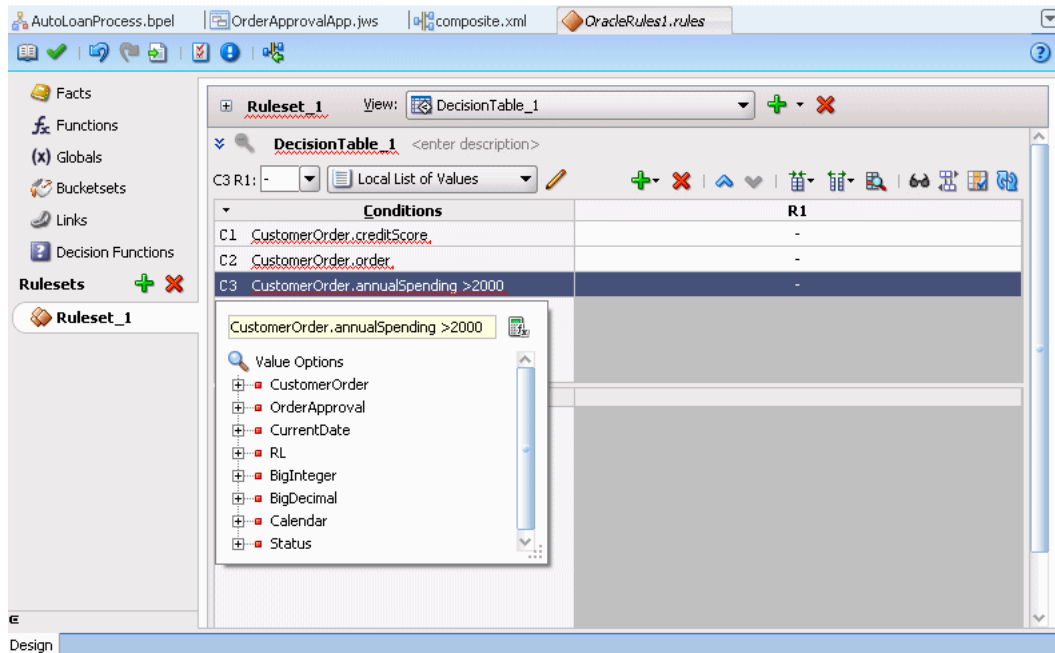 AutoLoanProcess.bpel OrderApprovalApp.jws composite.xml OracleRules1.rules
Facts
Functions
Globals
Bucketsets
Links
Decision Functions
Rulesets
Ruleset_1
Ruleset_1 View: DecisionTable_1
DecisionTable_1 <enter description>
C3 R1: - Local List of Values
Conditions R1
C1 CustomerOrder.creditScore -
C2 CustomerOrder.order -
C3 CustomerOrder.annualSpending >2000 -
CustomerOrder.annualSpending >2000
Value Options
CustomerOrder
OrderApproval
CurrentDate
RL
BigInteger
BigDecimal
Calendar
Status
Design